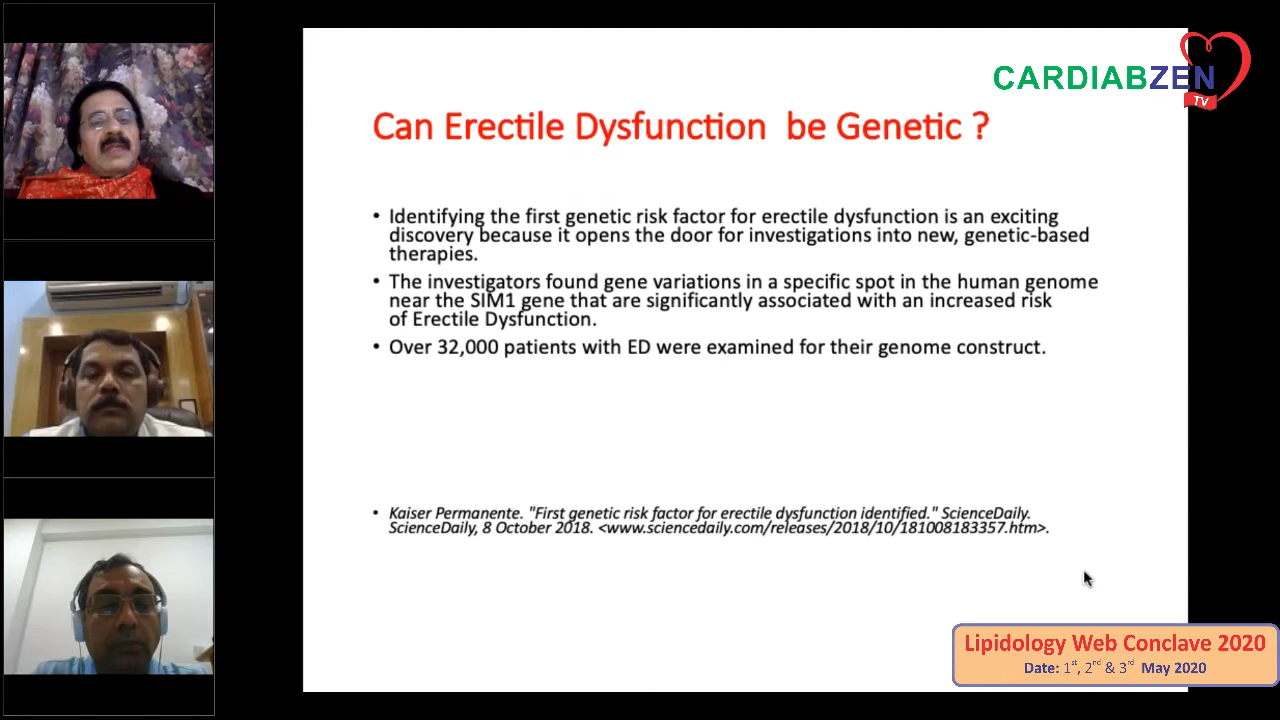 CARDIABZEN
TV
Can Erectile Dysfunction be Genetic ?
• Identifying the first genetic risk factor for erectile dysfunction is an exciting
discovery because it opens the door for investigations into new, genetic-based
therapies.
• The investigators found gene variations in a specific spot in the human genome
near the SIM1 gene that are significantly associated with an increased risk
of Erectile Dysfunction.
• Over 32,000 patients with ED were examined for their genome construct.
• Kaiser Permanente. "First genetic risk factor for erectile dysfunction identified." ScienceDaily.
ScienceDaily, 8 October 2018. <www.sciencedaily.com/releases/2018/10/181008183357.htm>.
Lipidology Web Conclave 2020
Date: 1st, 2nd & 3rd May 2020